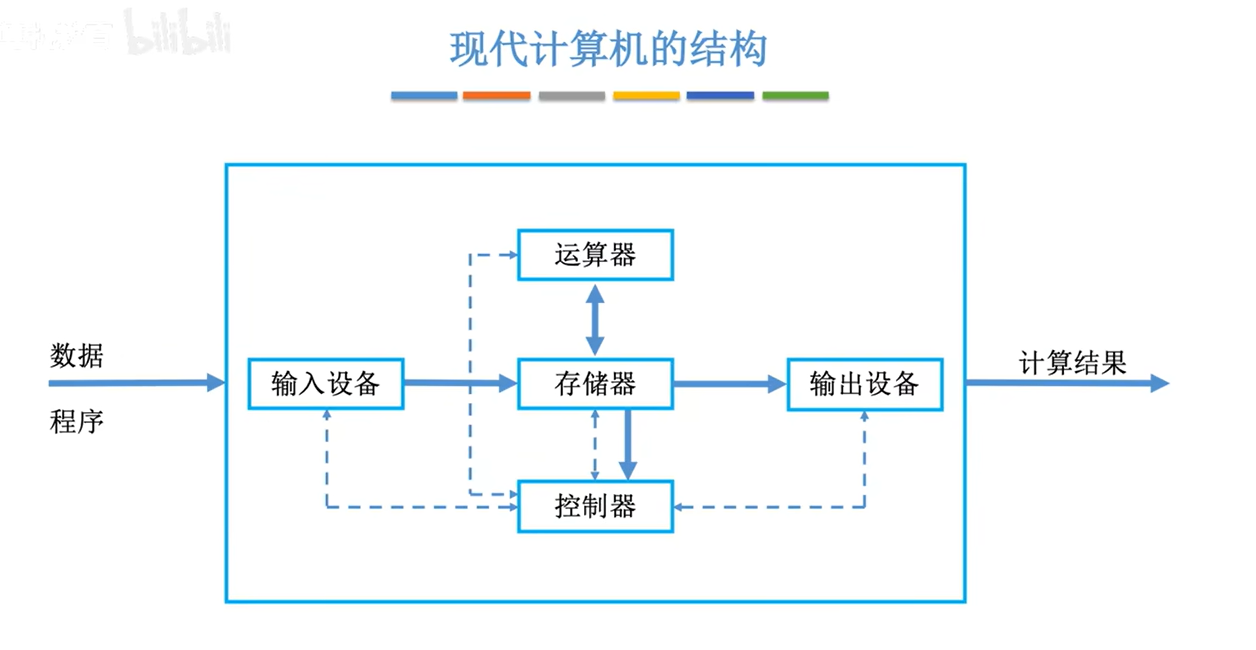 bilibili
现代计算机的结构
运算器
数据
程序
输入设备
存储器
输出设备
计算结果
控制器